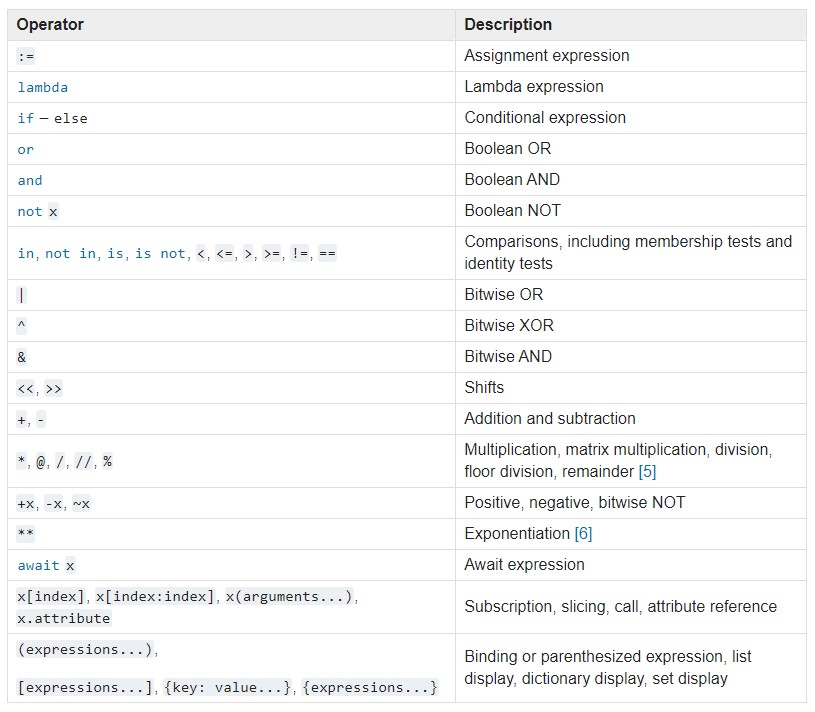 Operator Description
:= Assignment expression
lambda Lambda expression
if – else Conditional expression
or Boolean OR
and Boolean AND
not x Boolean NOT
in, not in, is, is not, <, <=, >, >=, !=, == Comparisons, including membership tests and
identity tests
| Bitwise OR
^ Bitwise XOR
& Bitwise AND
<<, >> Shifts
+, - Addition and subtraction
*, @, /, //, % Multiplication, matrix multiplication, division,
floor division, remainder [5]
+x, -x, ~x Positive, negative, bitwise NOT
** Exponentiation [6]
await x Await expression
x[index], x[index:index], x(arguments...),
x.attribute
Subscription, slicing, call, attribute reference
(expressions...),
[expressions...], {key: value...}, {expressions...}
Binding or parenthesized expression, list
display, dictionary display, set display